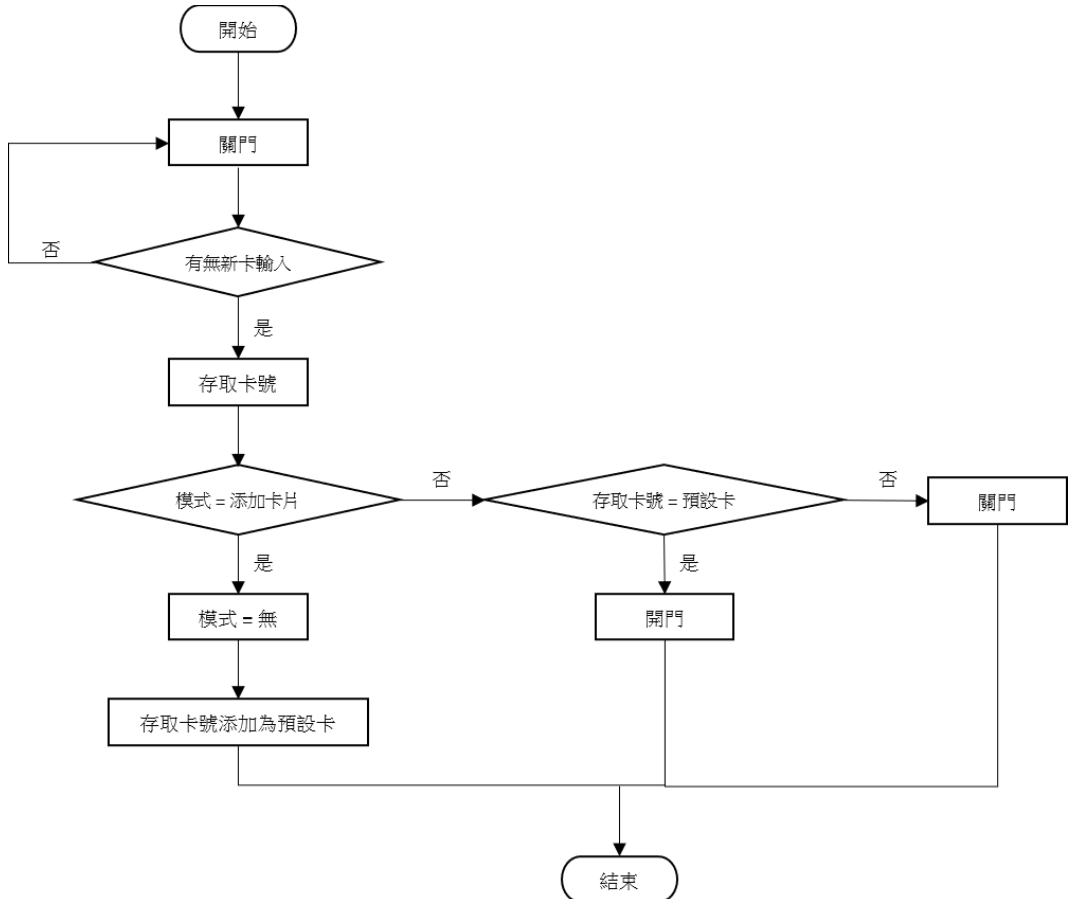 開始
關門
否
有無新卡輸入
是
存取卡號
模式 = 添加卡片
否
存取卡號 = 預設卡
否
關門
是
模式 = 無
是
開門
存取卡號添加為預設卡
結束